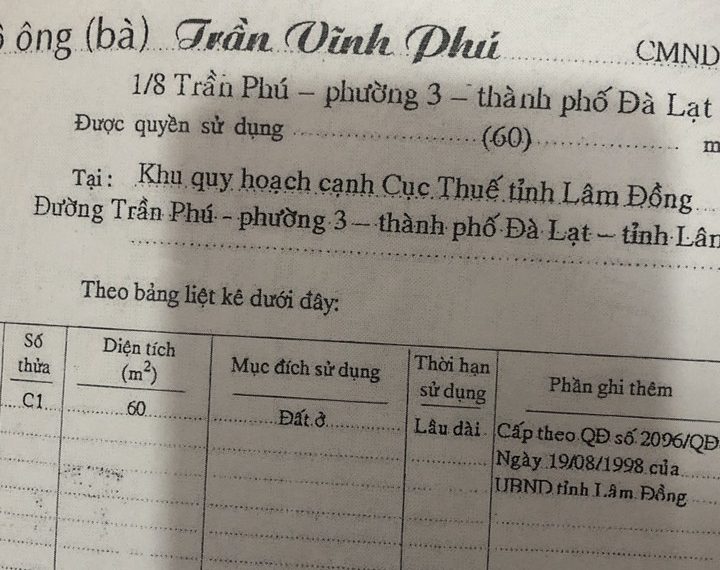 ông (bà) Trần Vĩnh Phú CMND
1/8 Trần Phú – phường 3 – thành phố Đà Lạt
Được quyền sử dụng (60) m
Tại: Khu quy hoạch cạnh Cục Thuế tỉnh Lâm Đồng
Đường Trần Phú - phường 3 – thành phố Đà Lạt – tỉnh Lâm
Theo bảng liệt kê dưới đây:
Số thửa Diện tích (m²) Mục đích sử dụng Thời hạn sử dụng Phần ghi thêm
C1 60 Đất ở Lâu dài Cấp theo QĐ số 2096/QĐ
Ngày 19/08/1998 của
UBND tỉnh Lâm Đồng